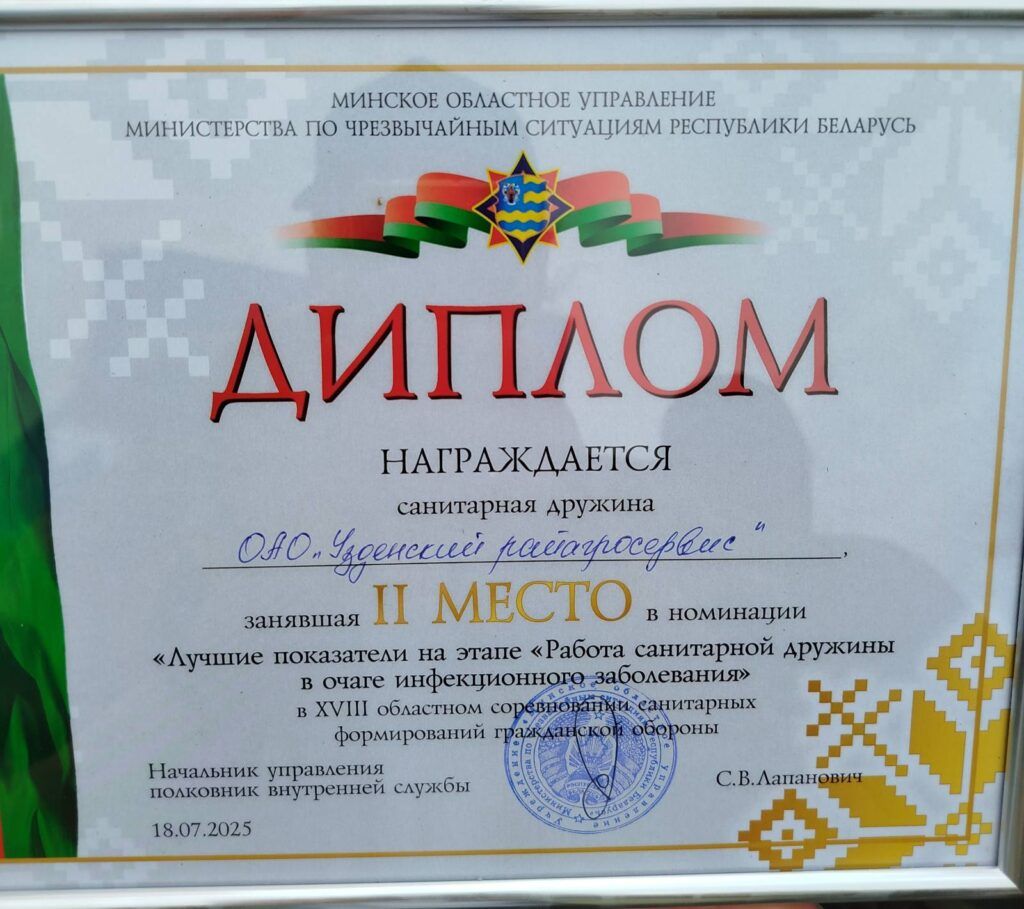 МИНСКОЕ ОБЛАСТНОЕ УПРАВЛЕНИЕ
МИНИСТЕРСТВА ПО ЧРЕЗВЫЧАЙНЫМ СИТУАЦИЯМ РЕСПУБЛИКИ БЕЛАРУСЬ
ДИПЛОМ
НАГРАЖДАЕТСЯ
санитарная дружина
ОАО „Узденский райагросервис",
занявшая II МЕСТО в номинации
«Лучшие показатели на этапе «Работа санитарной дружины
в очаге инфекционного заболевания»
в XVIII областном соревновании санитарных
формирований гражданской обороны
Начальник управления
полковник внутренней службы
С.В.Лапанович
18.07.2025